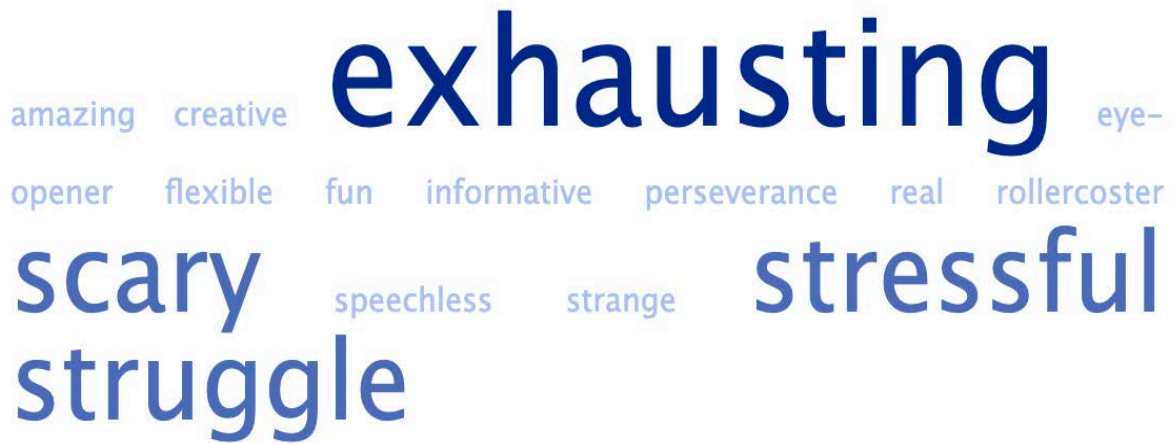 amazing creative exhausting eye-
opener flexible fun informative perseverance real rollercoster
scary speechless strange stressful
struggle